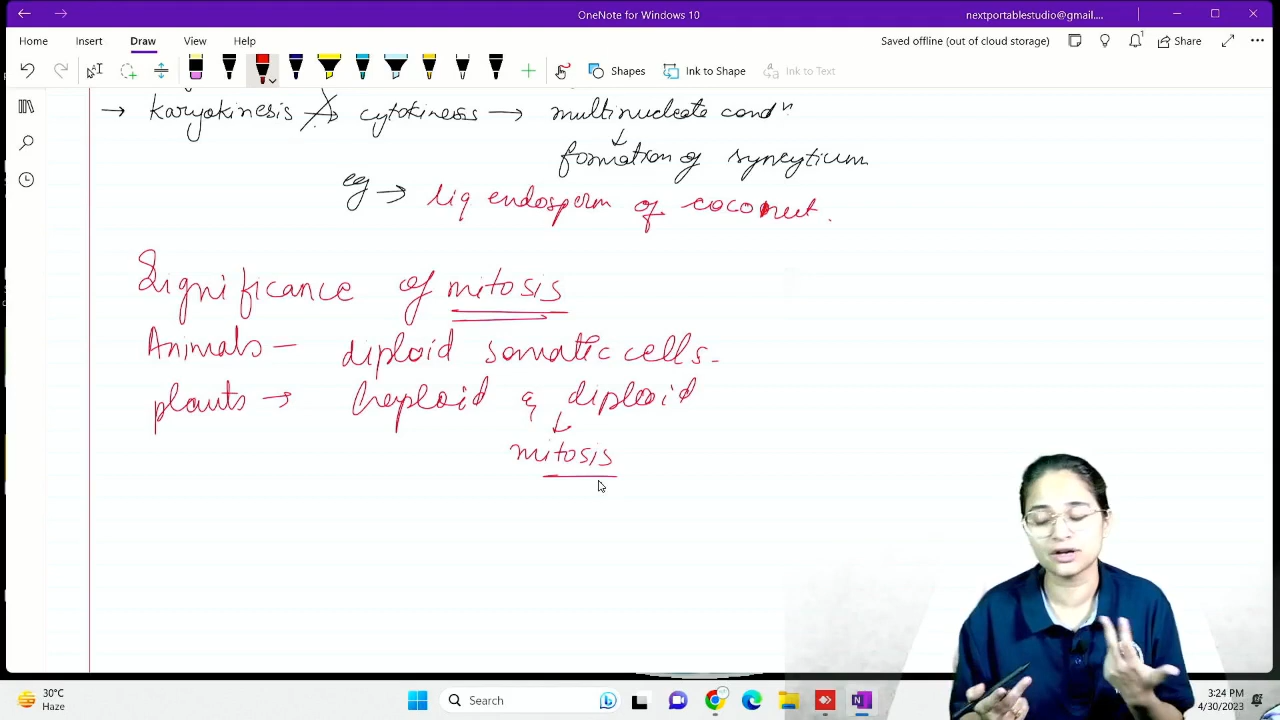 OneNote for Windows 10
nextportablestudio@gmail....
Home Insert Draw View Help
Saved offline (out of cloud storage)
Share
Shapes
Ink to Shape
Ink to Text
→ karyokinesis → cytokinesis → multinucleate condⁿ
↓
formation of syncytium
eg → liq endosperm of coconut.
Significance of mitosis
Animals – diploid somatic cells.
plants → haploid & diploid
↓
mitosis
30°C
Haze
Search
3:24 PM
4/30/2023